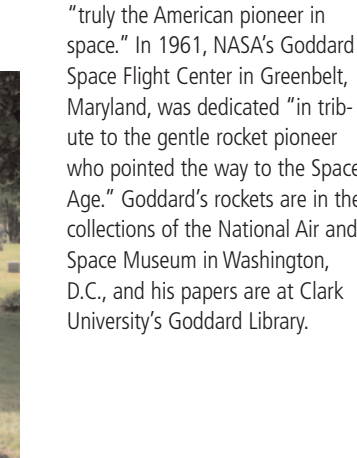 “truly the American pioneer in
space.” In 1961, NASA’s Goddard
Space Flight Center in Greenbelt,
Maryland, was dedicated “in trib-
ute to the gentle rocket pioneer
who pointed the way to the Space
Age.” Goddard’s rockets are in the
collections of the National Air and
Space Museum in Washington,
D.C., and his papers are at Clark
University’s Goddard Library.